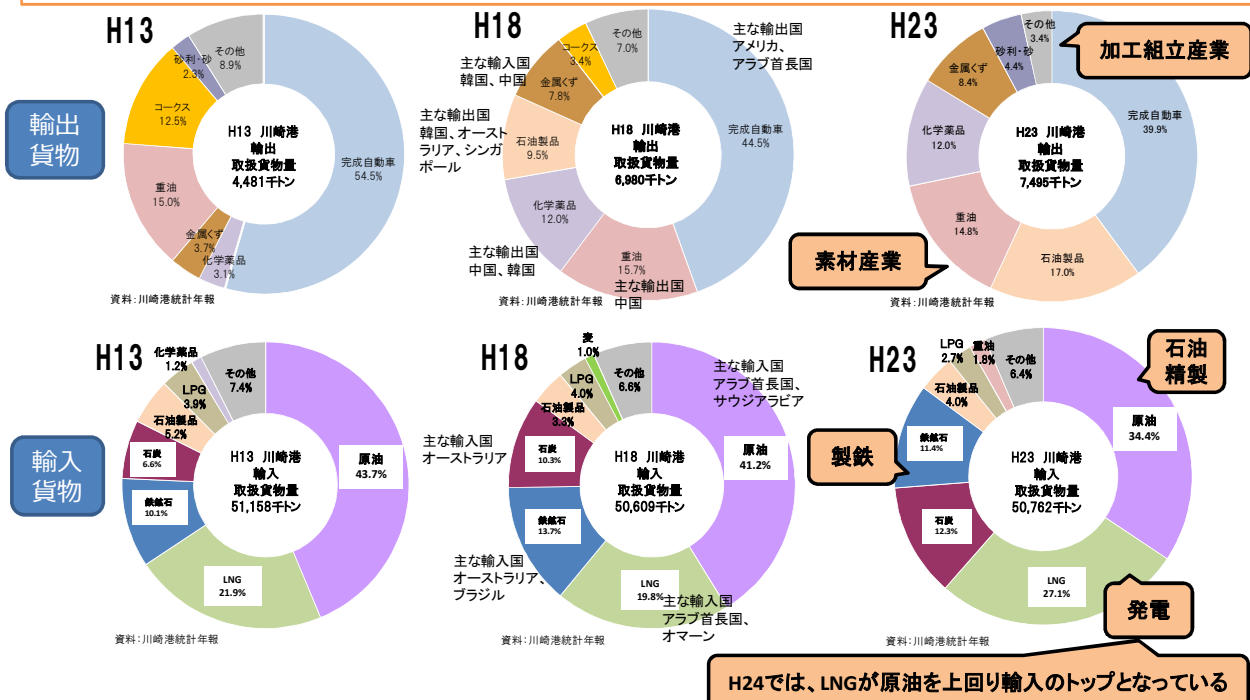 輸出
貨物
H13
その他
8.9%
砂利・砂
2.3%
コークス
12.5%
重油
15.0%
金属くず
3.7%
化学薬品
3.1%
完成自動車
54.5%
H13 川崎港
輸出
取扱貨物量
4,481千トン
資料：川崎港統計年報
H18
その他
7.0%
コークス
3.4%
主な輸入国
韓国、中国
金属くず
7.8%
主な輸出国
韓国、オースト
ラリア、シンガ
ポール
石油製品
9.5%
化学薬品
12.0%
主な輸出国
中国、韓国
重油
15.7%
主な輸出国
中国
完成自動車
44.5%
主な輸出国
アメリカ、
アラブ首長国
H18 川崎港
輸出
取扱貨物量
6,980千トン
H23
その他
3.4%
砂利・砂
4.4%
金属くず
8.4%
化学薬品
12.0%
重油
14.8%
石油製品
17.0%
完成自動車
39.9%
H23 川崎港
輸出
取扱貨物量
7,495千トン
加工組立産業
素材産業
資料：川崎港統計年報
輸入
貨物
H13
化学薬品
1.2%
その他
7.4%
LPG
3.9%
石油製品
5.2%
石炭
6.6%
鉄鉱石
10.1%
LNG
21.9%
原油
43.7%
H13 川崎港
輸入
取扱貨物量
51,158千トン
資料：川崎港統計年報
H18
麦
1.0%
その他
6.6%
LPG
4.0%
石油製品
3.3%
主な輸入国
オーストラリア
石炭
10.3%
鉄鉱石
13.7%
主な輸入国
オーストラリア、
ブラジル
LNG
19.8%
主な輸入国
アラブ首長国、
オマーン
原油
41.2%
主な輸入国
アラブ首長国、
サウジアラビア
H18 川崎港
輸入
取扱貨物量
50,609千トン
H23
LPG
2.7%
重油
1.8%
その他
6.4%
石油製品
4.0%
鉄鉱石
11.4%
石炭
12.3%
LNG
27.1%
原油
34.4%
H23 川崎港
輸入
取扱貨物量
50,762千トン
石油
精製
製鉄
発電
資料：川崎港統計年報
H24では、LNGが原油を上回り輸入のトップとなっている